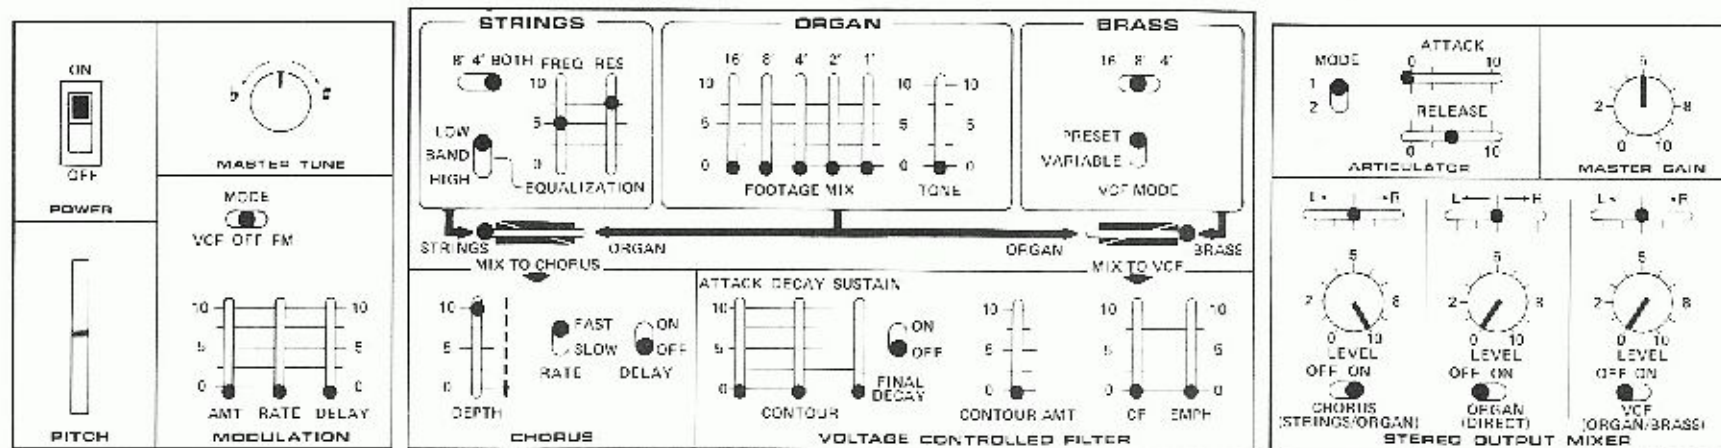 ON
OFF
POWER
PITCH
♭ ♯
MASTER TUNE
MODE
VCF OFF FM
10 10
5
0 0
AMT RATE DELAY
MODULATION
STRINGS
8' 4' BOTH FREQ RES
10
5
0
LOW
BAND
HIGH
EQUALIZATION
ORGAN
16' 8' 4' 2' 1'
10 10 10
5 5 5
0 0 0
FOOTAGE MIX TONE
BRASS
16' 8' 4'
PRESET
VARIABLE
VCF MODE
STRINGS ORGAN
MIX TO CHORUS
ORGAN BRASS
MIX TO VCF
10
5
0
DEPTH
FAST
SLOW
RATE
ON
OFF
DELAY
CHORUS
ATTACK DECAY SUSTAIN
10
5
0
CONTOUR
ON
OFF
FINAL
DECAY
10
5
0
CONTOUR AMT
10 10
5 5
0 0
CF EMPH
VOLTAGE CONTROLLED FILTER
MODE
1
2
ATTACK
0 10
RELEASE
0 10
ARTICULATOR
5
2 8
0 10
MASTER GAIN
L R
5
2 8
0 10
LEVEL
OFF ON
CHORUS
(STRINGS/ORGAN)
L R
5
2 8
0 10
LEVEL
OFF ON
ORGAN
(DIRECT)
L R
5
2 8
0 10
LEVEL
OFF ON
VCF
(ORGAN/BRASS)
STEREO OUTPUT MIXER